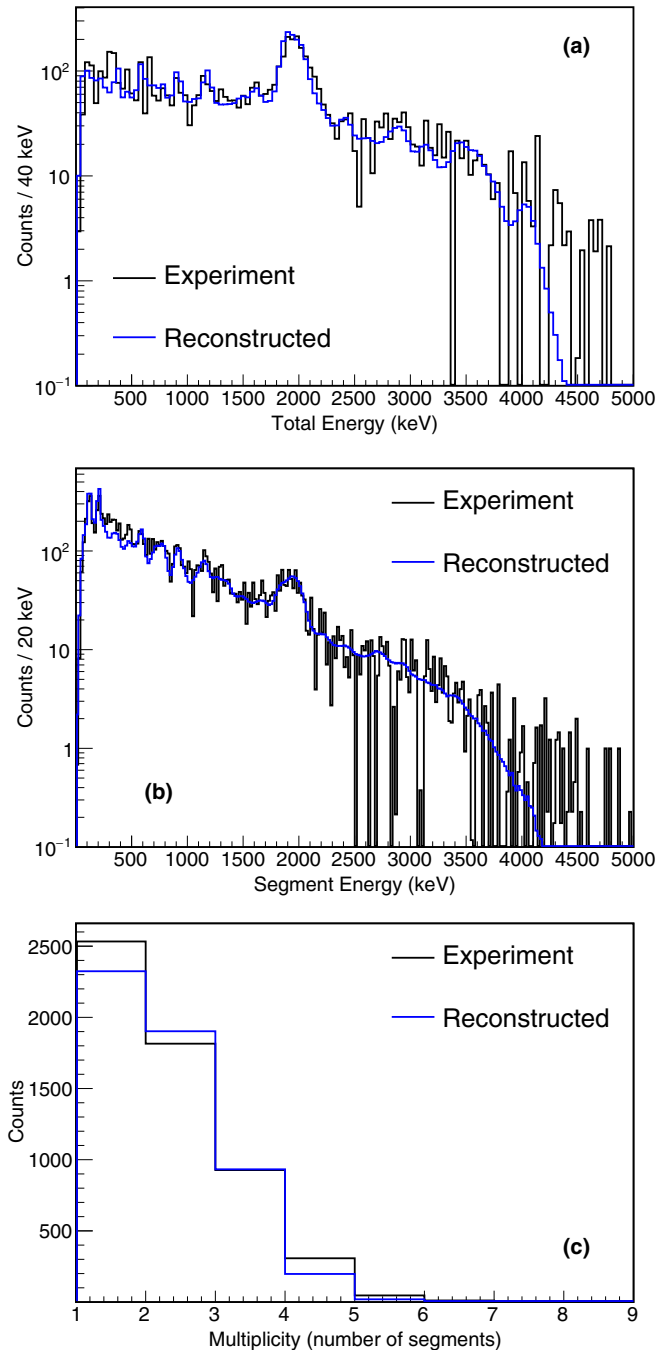 (a)
10²
10
1
10⁻¹
Counts / 40 keV
Experiment
Reconstructed
500 1000 1500 2000 2500 3000 3500 4000 4500 5000
Total Energy (keV)
Experiment
Reconstructed
10²
10
1
10⁻¹
Counts / 20 keV
(b)
500 1000 1500 2000 2500 3000 3500 4000 4500 5000
Segment Energy (keV)
Experiment
Reconstructed
2500
2000
1500
1000
500
Counts
(c)
1 2 3 4 5 6 7 8 9
Multiplicity (number of segments)